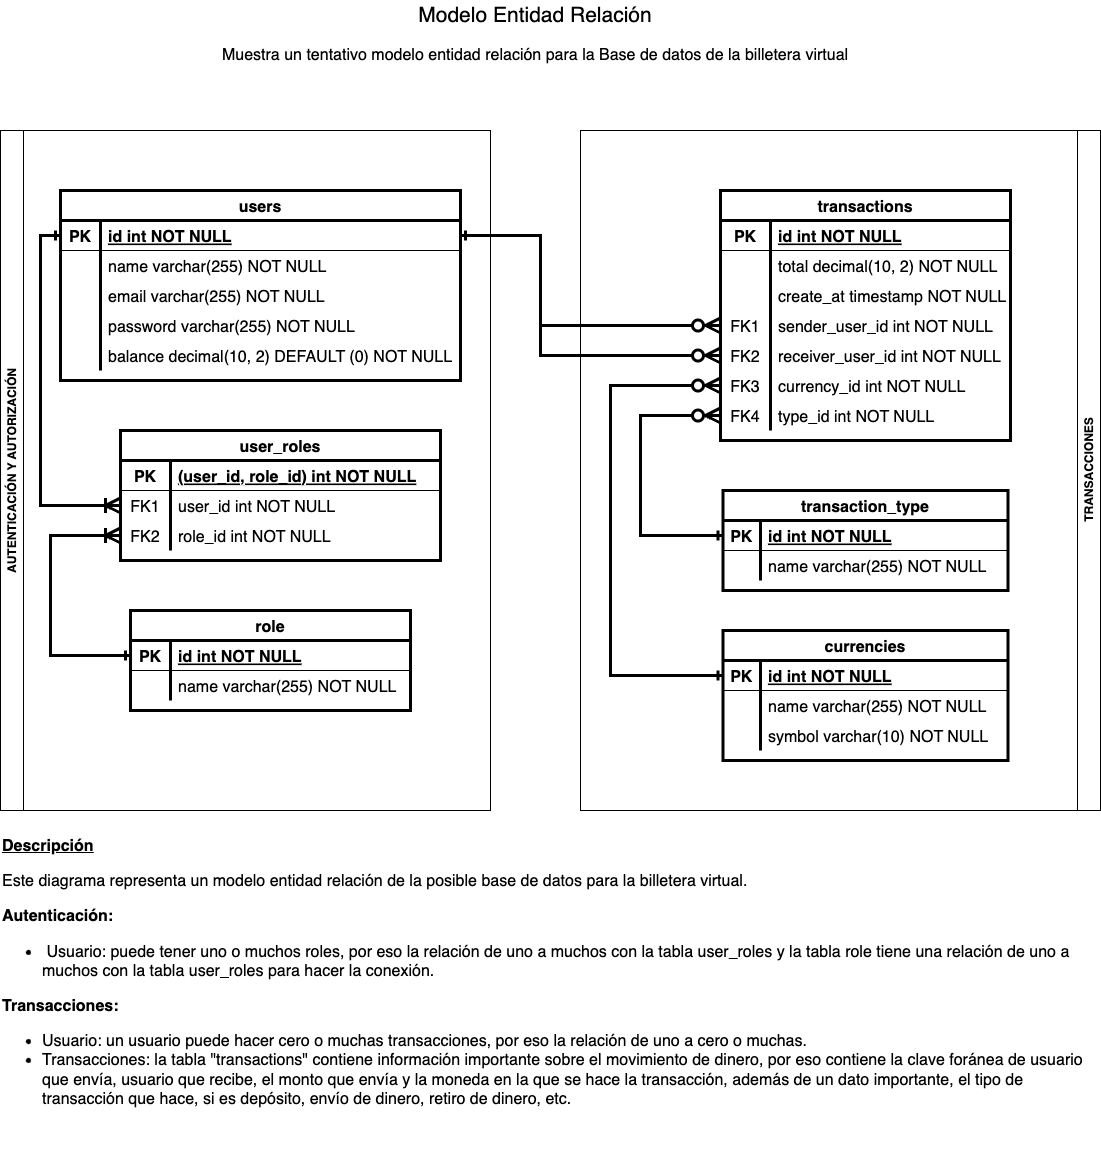 Modelo Entidad Relación
Muestra un tentativo modelo entidad relación para la Base de datos de la billetera virtual
AUTENTICACIÓN Y AUTORIZACIÓN
users
PK id int NOT NULL
name varchar(255) NOT NULL
email varchar(255) NOT NULL
password varchar(255) NOT NULL
balance decimal(10, 2) DEFAULT (0) NOT NULL
user_roles
PK (user_id, role_id) int NOT NULL
FK1 user_id int NOT NULL
FK2 role_id int NOT NULL
role
PK id int NOT NULL
name varchar(255) NOT NULL
TRANSACCIONES
transactions
PK id int NOT NULL
total decimal(10, 2) NOT NULL
create_at timestamp NOT NULL
FK1 sender_user_id int NOT NULL
FK2 receiver_user_id int NOT NULL
FK3 currency_id int NOT NULL
FK4 type_id int NOT NULL
transaction_type
PK id int NOT NULL
name varchar(255) NOT NULL
currencies
PK id int NOT NULL
name varchar(255) NOT NULL
symbol varchar(10) NOT NULL
Descripción
Este diagrama representa un modelo entidad relación de la posible base de datos para la billetera virtual.
Autenticación:
• Usuario: puede tener uno o muchos roles, por eso la relación de uno a muchos con la tabla user_roles y la tabla role tiene una relación de uno a
muchos con la tabla user_roles para hacer la conexión.
Transacciones:
• Usuario: un usuario puede hacer cero o muchas transacciones, por eso la relación de uno a cero o muchas.
• Transacciones: la tabla "transactions" contiene información importante sobre el movimiento de dinero, por eso contiene la clave foránea de usuario
que envía, usuario que recibe, el monto que envía y la moneda en la que se hace la transacción, además de un dato importante, el tipo de
transacción que hace, si es depósito, envío de dinero, retiro de dinero, etc.